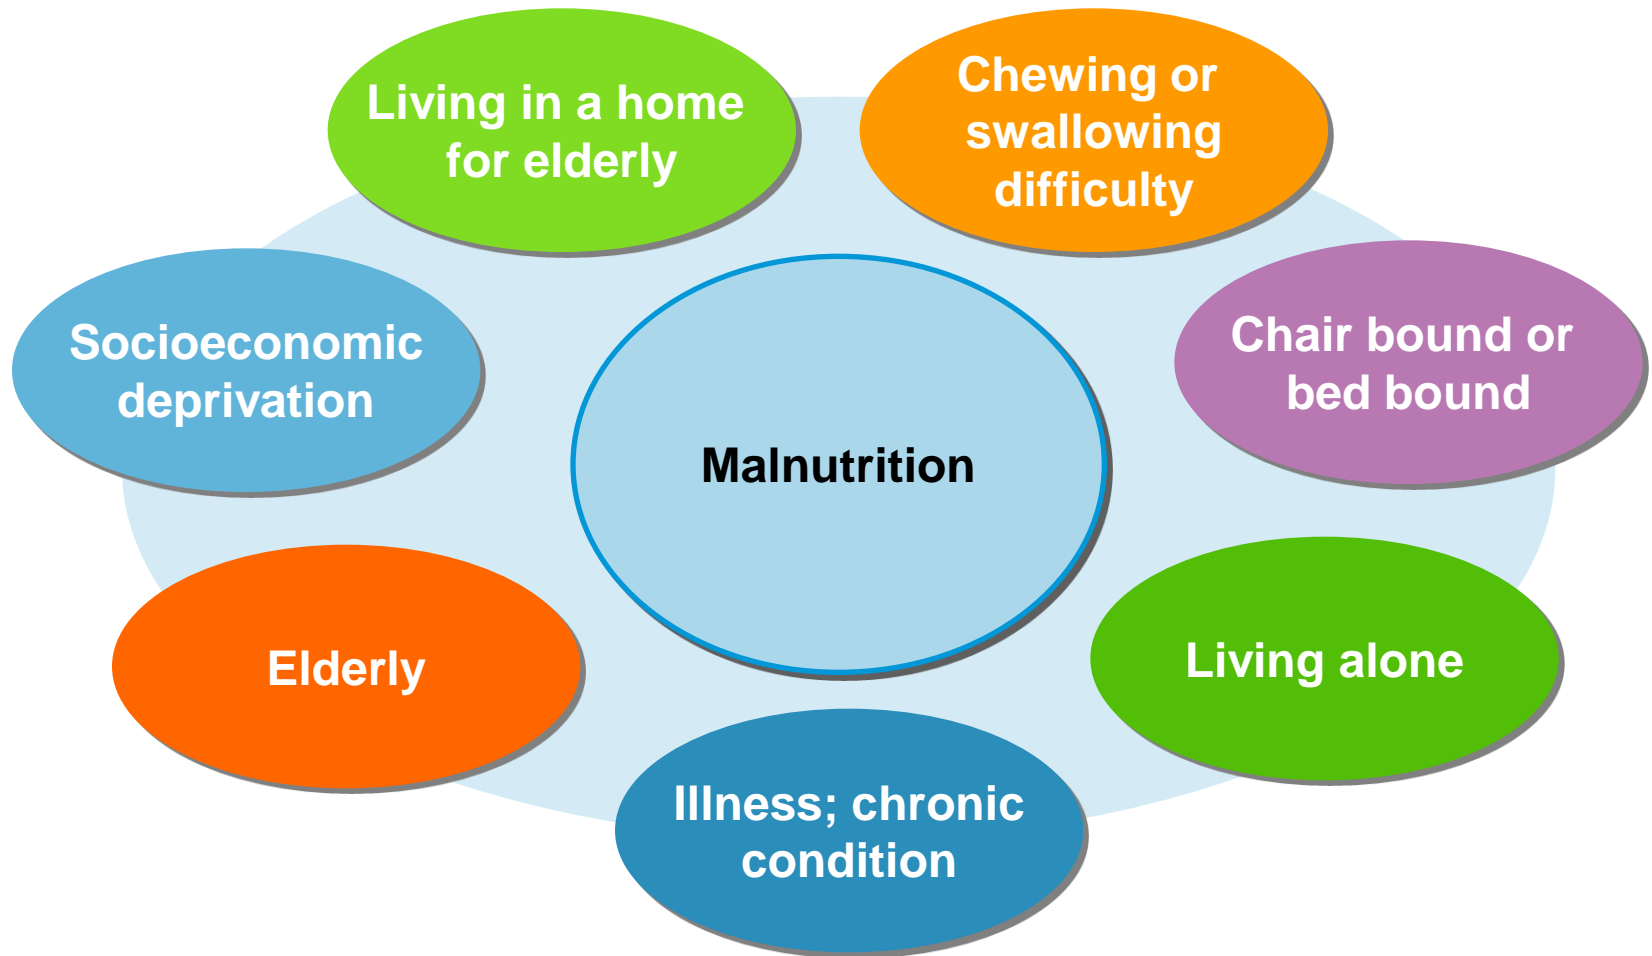 Living in a home
for elderly
Chewing or
swallowing
difficulty
Socioeconomic
deprivation
Chair bound or
bed bound
Malnutrition
Elderly
Living alone
Illness; chronic
condition